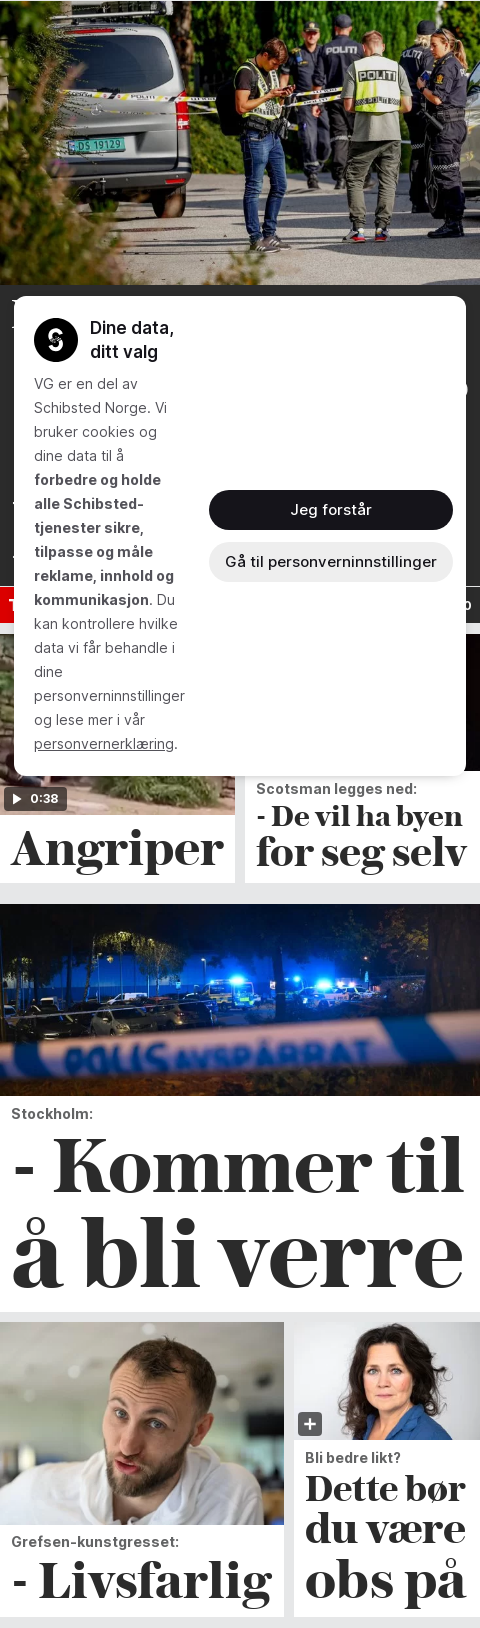 POLITI
POLITI
POLITI
POLITI
DS 19129
Dine data,
ditt valg
VG er en del av
Schibsted Norge. Vi
bruker cookies og
dine data til å
forbedre og holde
alle Schibsted-
tjenester sikre,
tilpasse og måle
reklame, innhold og
kommunikasjon. Du
kan kontrollere hvilke
data vi får behandle i
dine
personverninnstillinger
og lese mer i vår
personvernerklæring.
Jeg forstår
Gå til personverninnstillinger
0:38
Angriper
Scotsman legges ned:
- De vil ha byen
for seg selv
POLIS AVSPÄRRAT
Stockholm:
- Kommer til
å bli verre
Grefsen-kunstgresset:
- Livsfarlig
Bli bedre likt?
Dette bør
du være
obs på